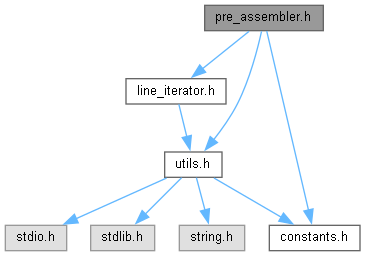 pre_assembler.h
line_iterator.h
utils.h
stdio.h
stdlib.h
string.h
constants.h